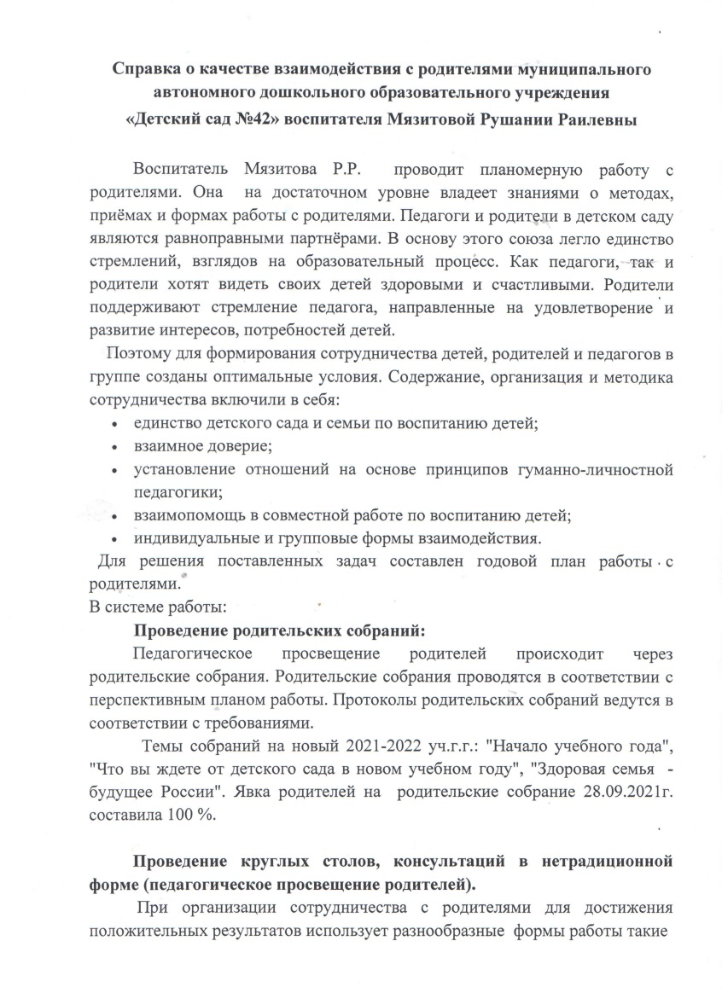 Справка о качестве взаимодействия с родителями муниципального
автономного дошкольного образовательного учреждения
«Детский сад №42» воспитателя Мязитовой Рушании Раилевны
Воспитатель Мязитова Р.Р. проводит планомерную работу с
родителями. Она на достаточном уровне владеет знаниями о методах,
приёмах и формах работы с родителями. Педагоги и родители в детском саду
являются равноправными партнёрами. В основу этого союза легло единство
стремлений, взглядов на образовательный процесс. Как педагоги, так и
родители хотят видеть своих детей здоровыми и счастливыми. Родители
поддерживают стремление педагога, направленные на удовлетворение и
развитие интересов, потребностей детей.
Поэтому для формирования сотрудничества детей, родителей и педагогов в
группе созданы оптимальные условия. Содержание, организация и методика
сотрудничества включили в себя:
• единство детского сада и семьи по воспитанию детей;
• взаимное доверие;
• установление отношений на основе принципов гуманно-личностной
педагогики;
• взаимопомощь в совместной работе по воспитанию детей;
• индивидуальные и групповые формы взаимодействия.
Для решения поставленных задач составлен годовой план работы с
родителями.
В системе работы:
Проведение родительских собраний:
Педагогическое просвещение родителей происходит через
родительские собрания. Родительские собрания проводятся в соответствии с
перспективным планом работы. Протоколы родительских собраний ведутся в
соответствии с требованиями.
Темы собраний на новый 2021-2022 уч.г.г.: "Начало учебного года",
"Что вы ждете от детского сада в новом учебном году", "Здоровая семья -
будущее России". Явка родителей на родительские собрание 28.09.2021г.
составила 100 %.
Проведение круглых столов, консультаций в нетрадиционной
форме (педагогическое просвещение родителей).
При организации сотрудничества с родителями для достижения
положительных результатов использует разнообразные формы работы такие